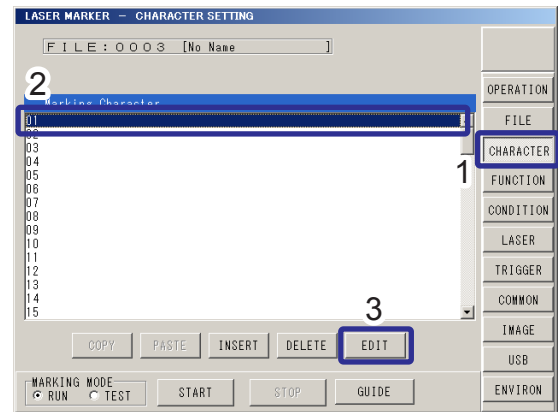 LASER MARKER – CHARACTER SETTING
FILE:0003 [No Name ]
2
Marking Character
01
02
03
04
05
06
07
08
09
10
11
12
13
14
15
1
3
COPY PASTE INSERT DELETE EDIT
MARKING MODE
RUN TEST START STOP GUIDE
OPERATION
FILE
CHARACTER
FUNCTION
CONDITION
LASER
TRIGGER
COMMON
IMAGE
USB
ENVIRON